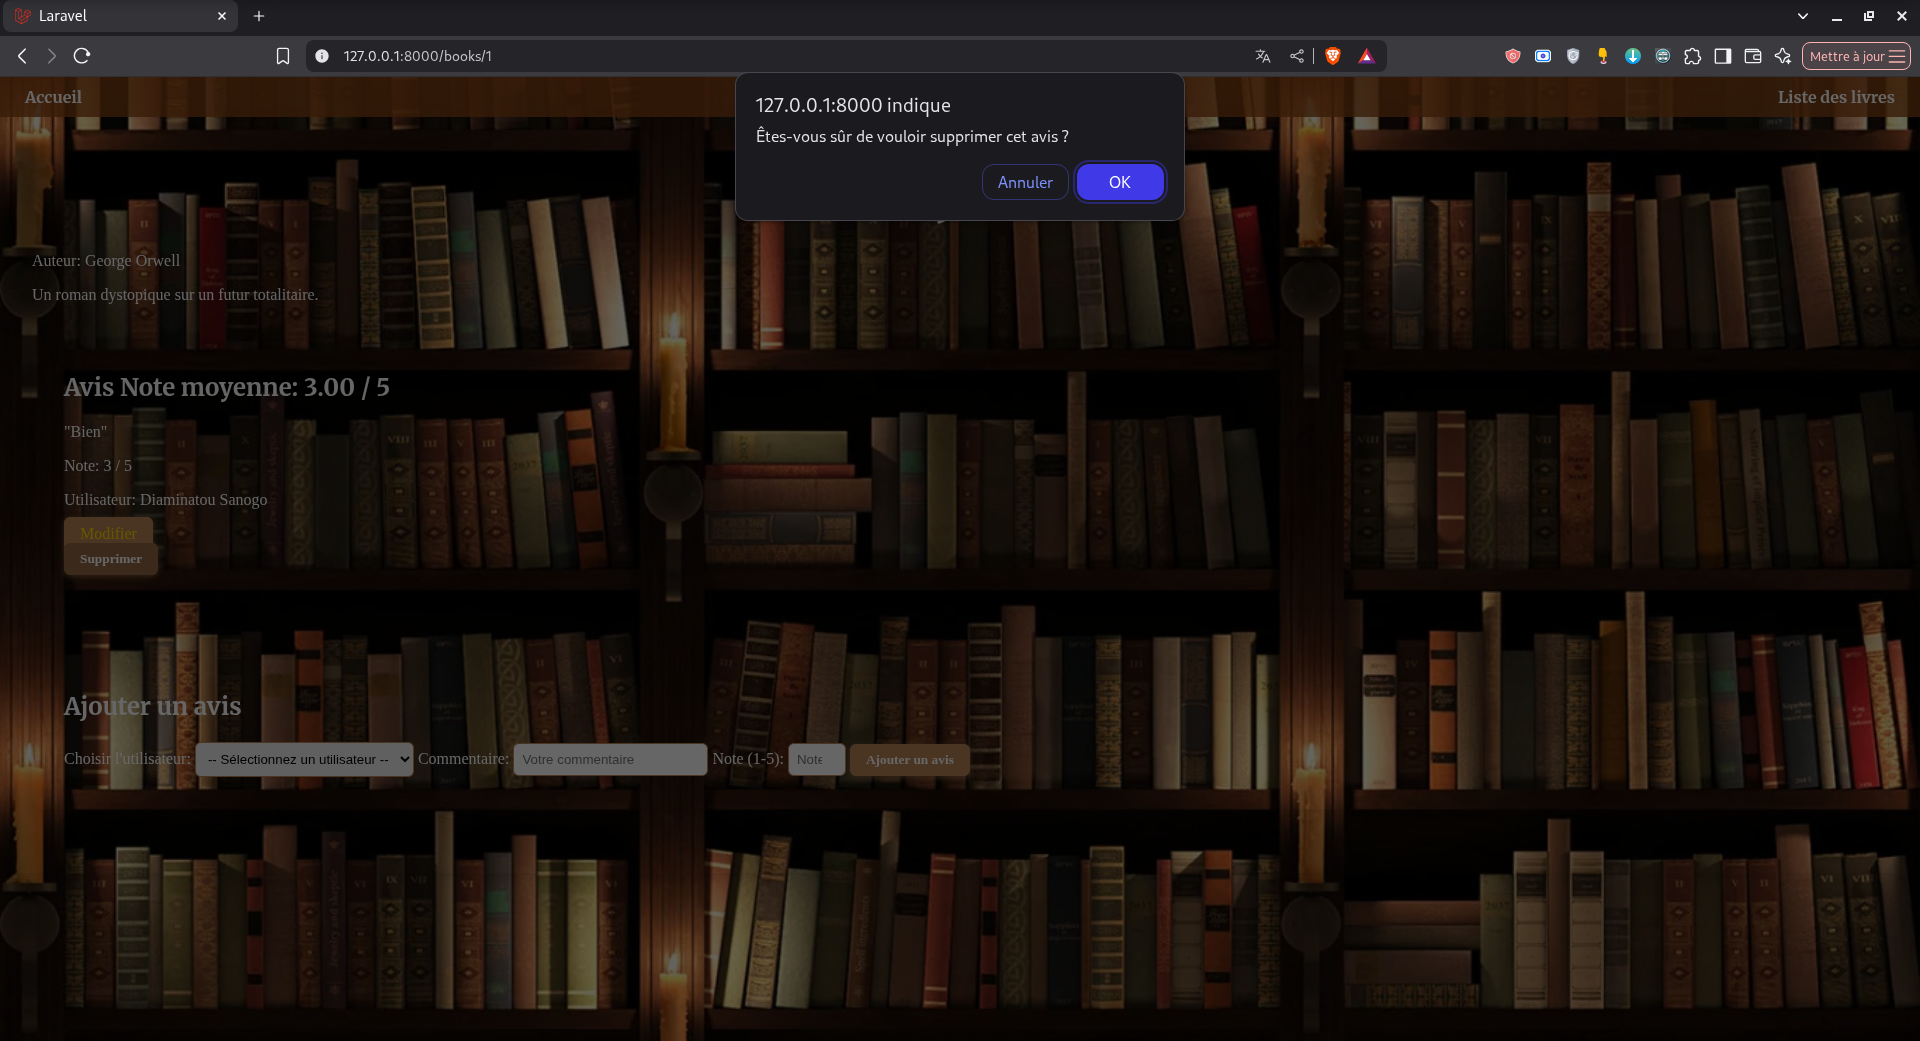 Laravel
127.0.0.1:8000/books/1
Mettre à jour
Accueil
Liste des livres
127.0.0.1:8000 indique
Êtes-vous sûr de vouloir supprimer cet avis ?
Annuler
OK
Auteur: George Orwell
Un roman dystopique sur un futur totalitaire.
Avis Note moyenne: 3.00 / 5
"Bien"
Note: 3 / 5
Utilisateur: Diaminatou Sanogo
Modifier
Supprimer
Ajouter un avis
Choisir l'utilisateur: -- Sélectionnez un utilisateur -- Commentaire: Votre commentaire Note (1-5): Note Ajouter un avis